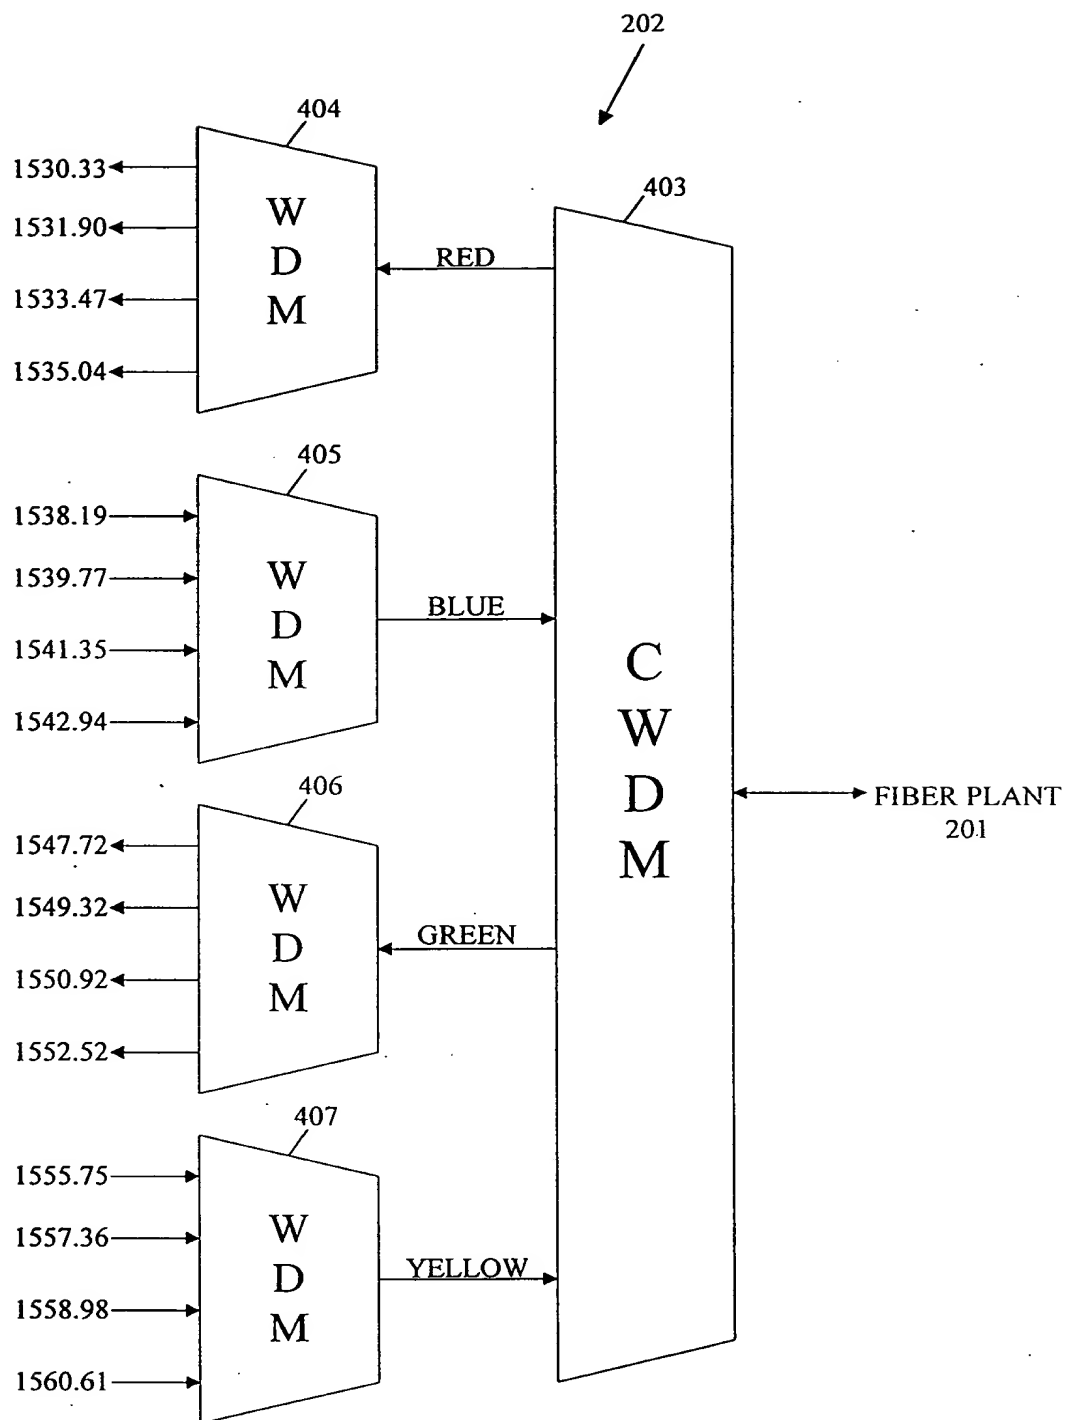 202
404
1530.33
1531.90
1533.47
1535.04
W
D
M
RED
403
405
1538.19
1539.77
1541.35
1542.94
W
D
M
BLUE
C
W
D
M
FIBER PLANT
201
406
1547.72
1549.32
1550.92
1552.52
W
D
M
GREEN
407
1555.75
1557.36
1558.98
1560.61
W
D
M
YELLOW